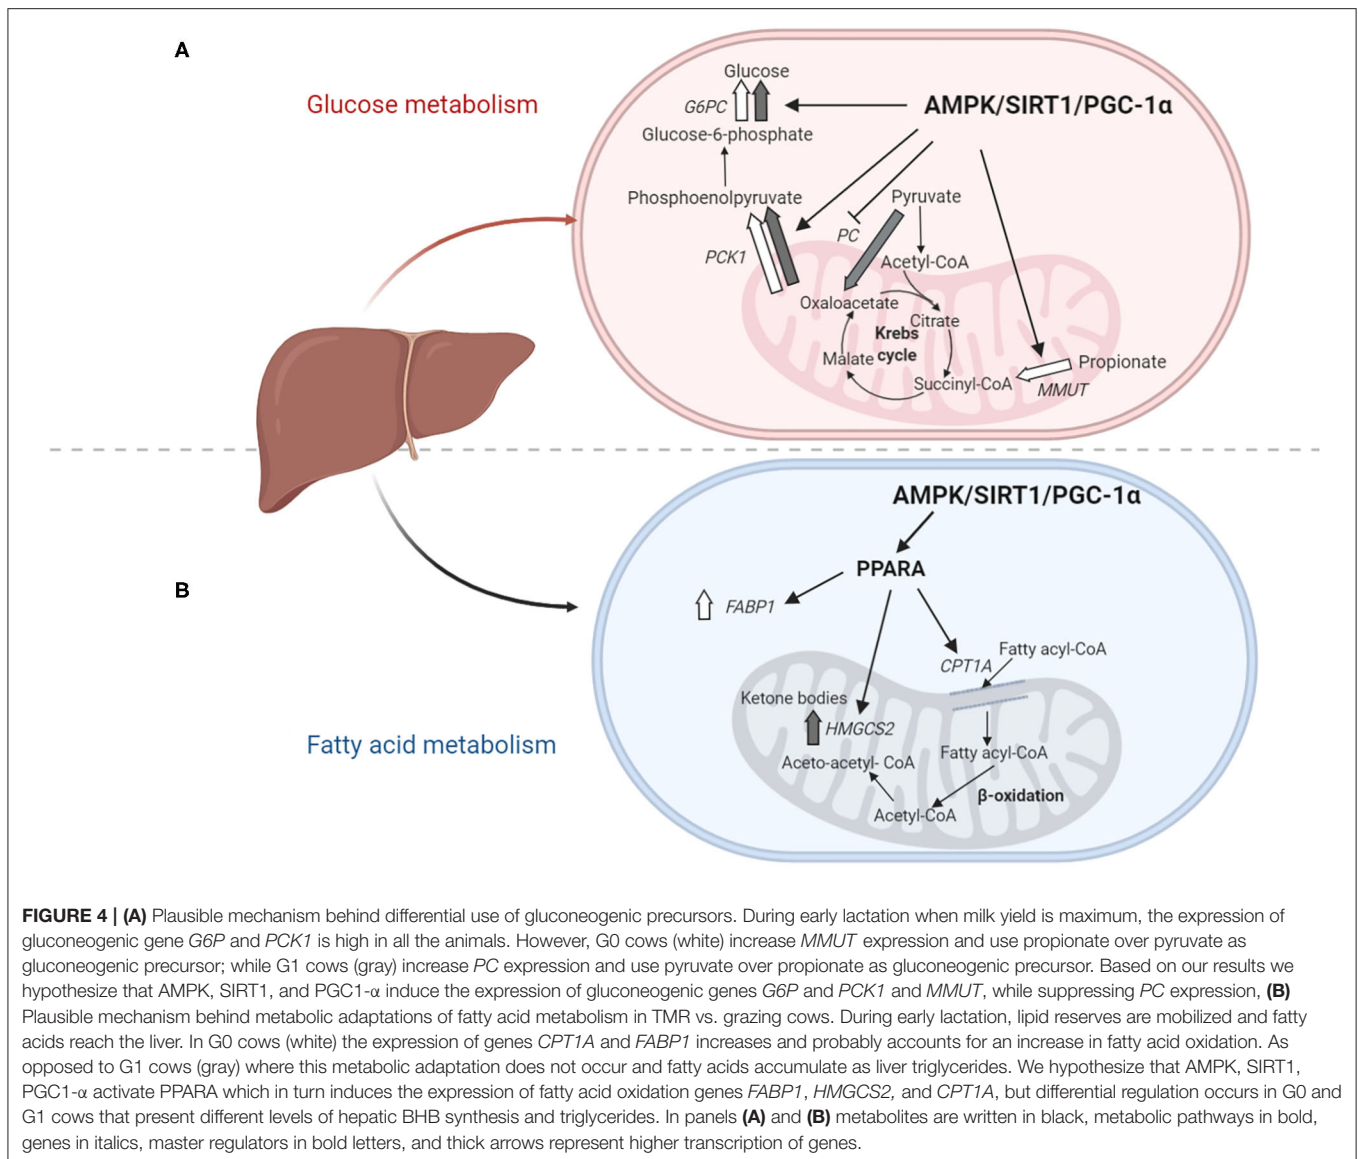 A
Glucose metabolism
Glucose
G6PC
AMPK/SIRT1/PGC-1α
Glucose-6-phosphate
Phosphoenolpyruvate
Pyruvate
PC
PCK1
Acetyl-CoA
Oxaloacetate
Citrate
Krebs
cycle
Malate
Propionate
Succinyl-CoA
MMUT
AMPK/SIRT1/PGC-1α
B
PPARA
FABP1
Fatty acyl-CoA
CPT1A
Ketone bodies
HMGCS2
Fatty acid metabolism
Fatty acyl-CoA
Aceto-acetyl- CoA
β-oxidation
Acetyl-CoA
FIGURE 4 | (A) Plausible mechanism behind differential use of gluconeogenic precursors. During early lactation when milk yield is maximum, the expression of
gluconeogenic gene G6P and PCK1 is high in all the animals. However, G0 cows (white) increase MMUT expression and use propionate over pyruvate as
gluconeogenic precursor; while G1 cows (gray) increase PC expression and use pyruvate over propionate as gluconeogenic precursor. Based on our results we
hypothesize that AMPK, SIRT1, and PGC1-α induce the expression of gluconeogenic genes G6P and PCK1 and MMUT, while suppressing PC expression, (B)
Plausible mechanism behind metabolic adaptations of fatty acid metabolism in TMR vs. grazing cows. During early lactation, lipid reserves are mobilized and fatty
acids reach the liver. In G0 cows (white) the expression of genes CPT1A and FABP1 increases and probably accounts for an increase in fatty acid oxidation. As
opposed to G1 cows (gray) where this metabolic adaptation does not occur and fatty acids accumulate as liver triglycerides. We hypothesize that AMPK, SIRT1,
PGC1-α activate PPARA which in turn induces the expression of fatty acid oxidation genes FABP1, HMGCS2, and CPT1A, but differential regulation occurs in G0 and
G1 cows that present different levels of hepatic BHB synthesis and triglycerides. In panels (A) and (B) metabolites are written in black, metabolic pathways in bold,
genes in italics, master regulators in bold letters, and thick arrows represent higher transcription of genes.